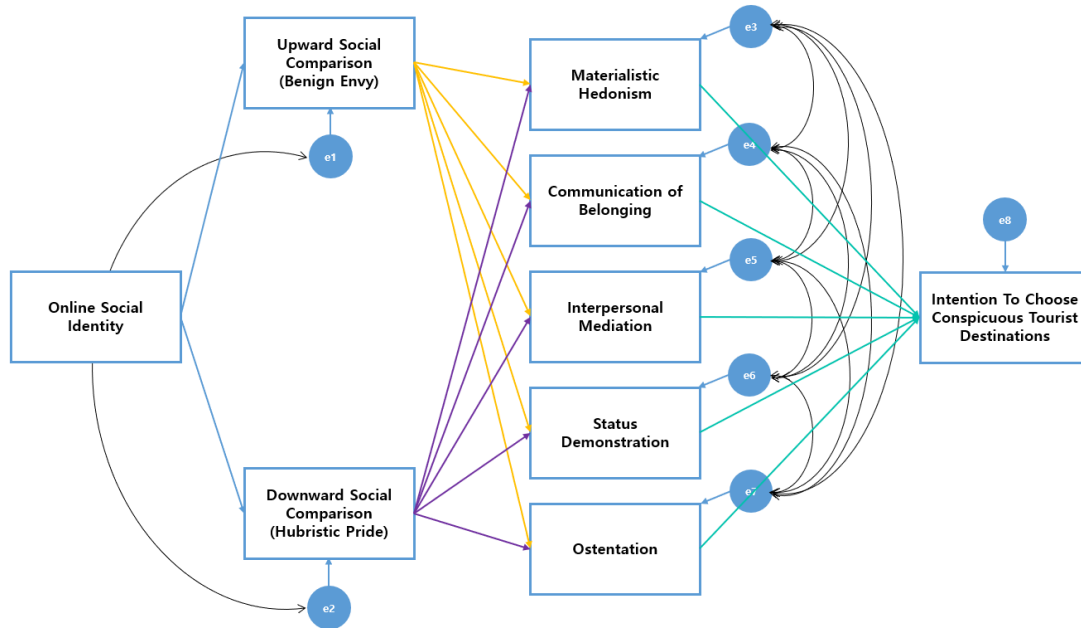 Upward Social
Comparison
(Benign Envy)
e1
Online Social
Identity
Downward Social
Comparison
(Hubristic Pride)
e2
e3
Materialistic
Hedonism
e4
Communication of
Belonging
e5
Interpersonal
Mediation
e6
Status
Demonstration
e7
Ostentation
e8
Intention To Choose
Conspicuous Tourist
Destinations